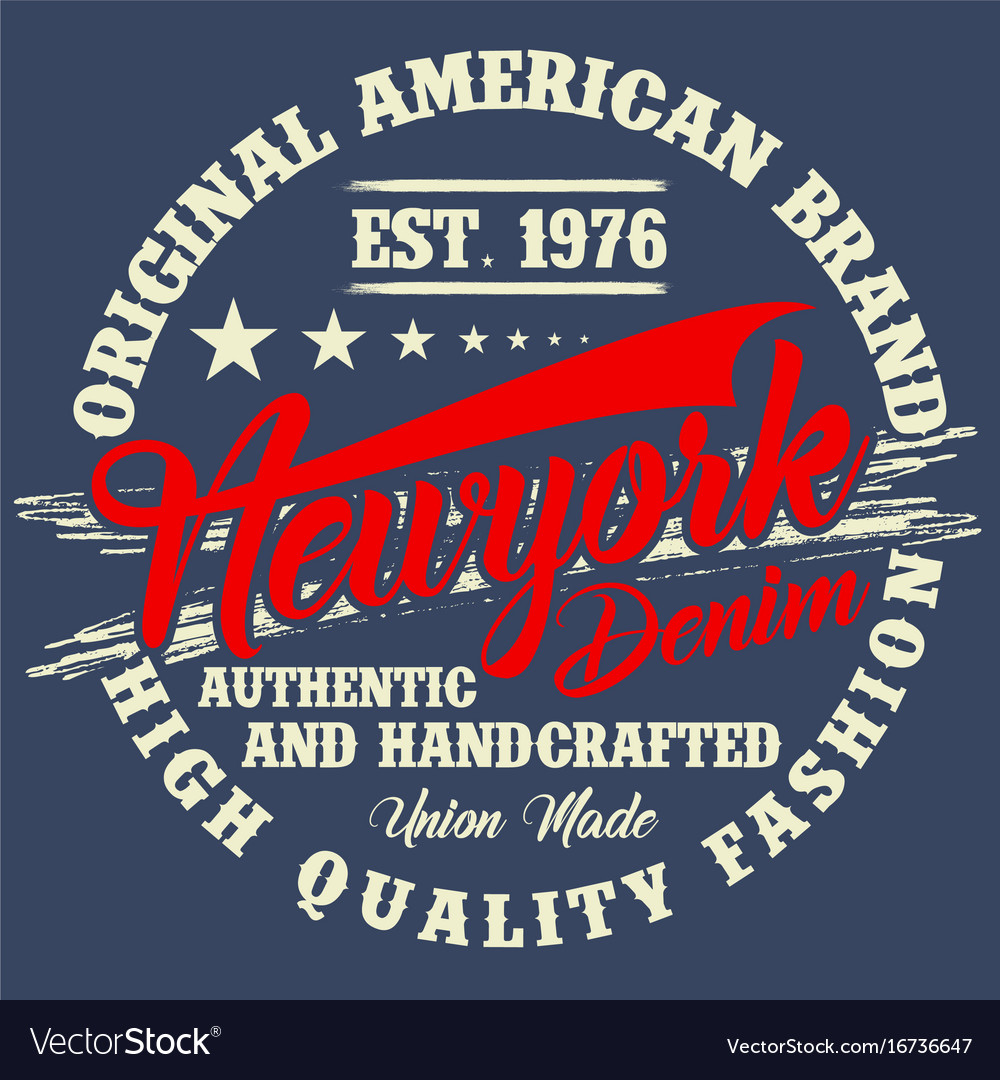 ORIGINAL AMERICAN BRAND
EST. 1976
Newyork
Denim
AUTHENTIC
AND HANDCRAFTED
Union Made
HIGH QUALITY FASHION
VectorStock®
VectorStock.com/16736647